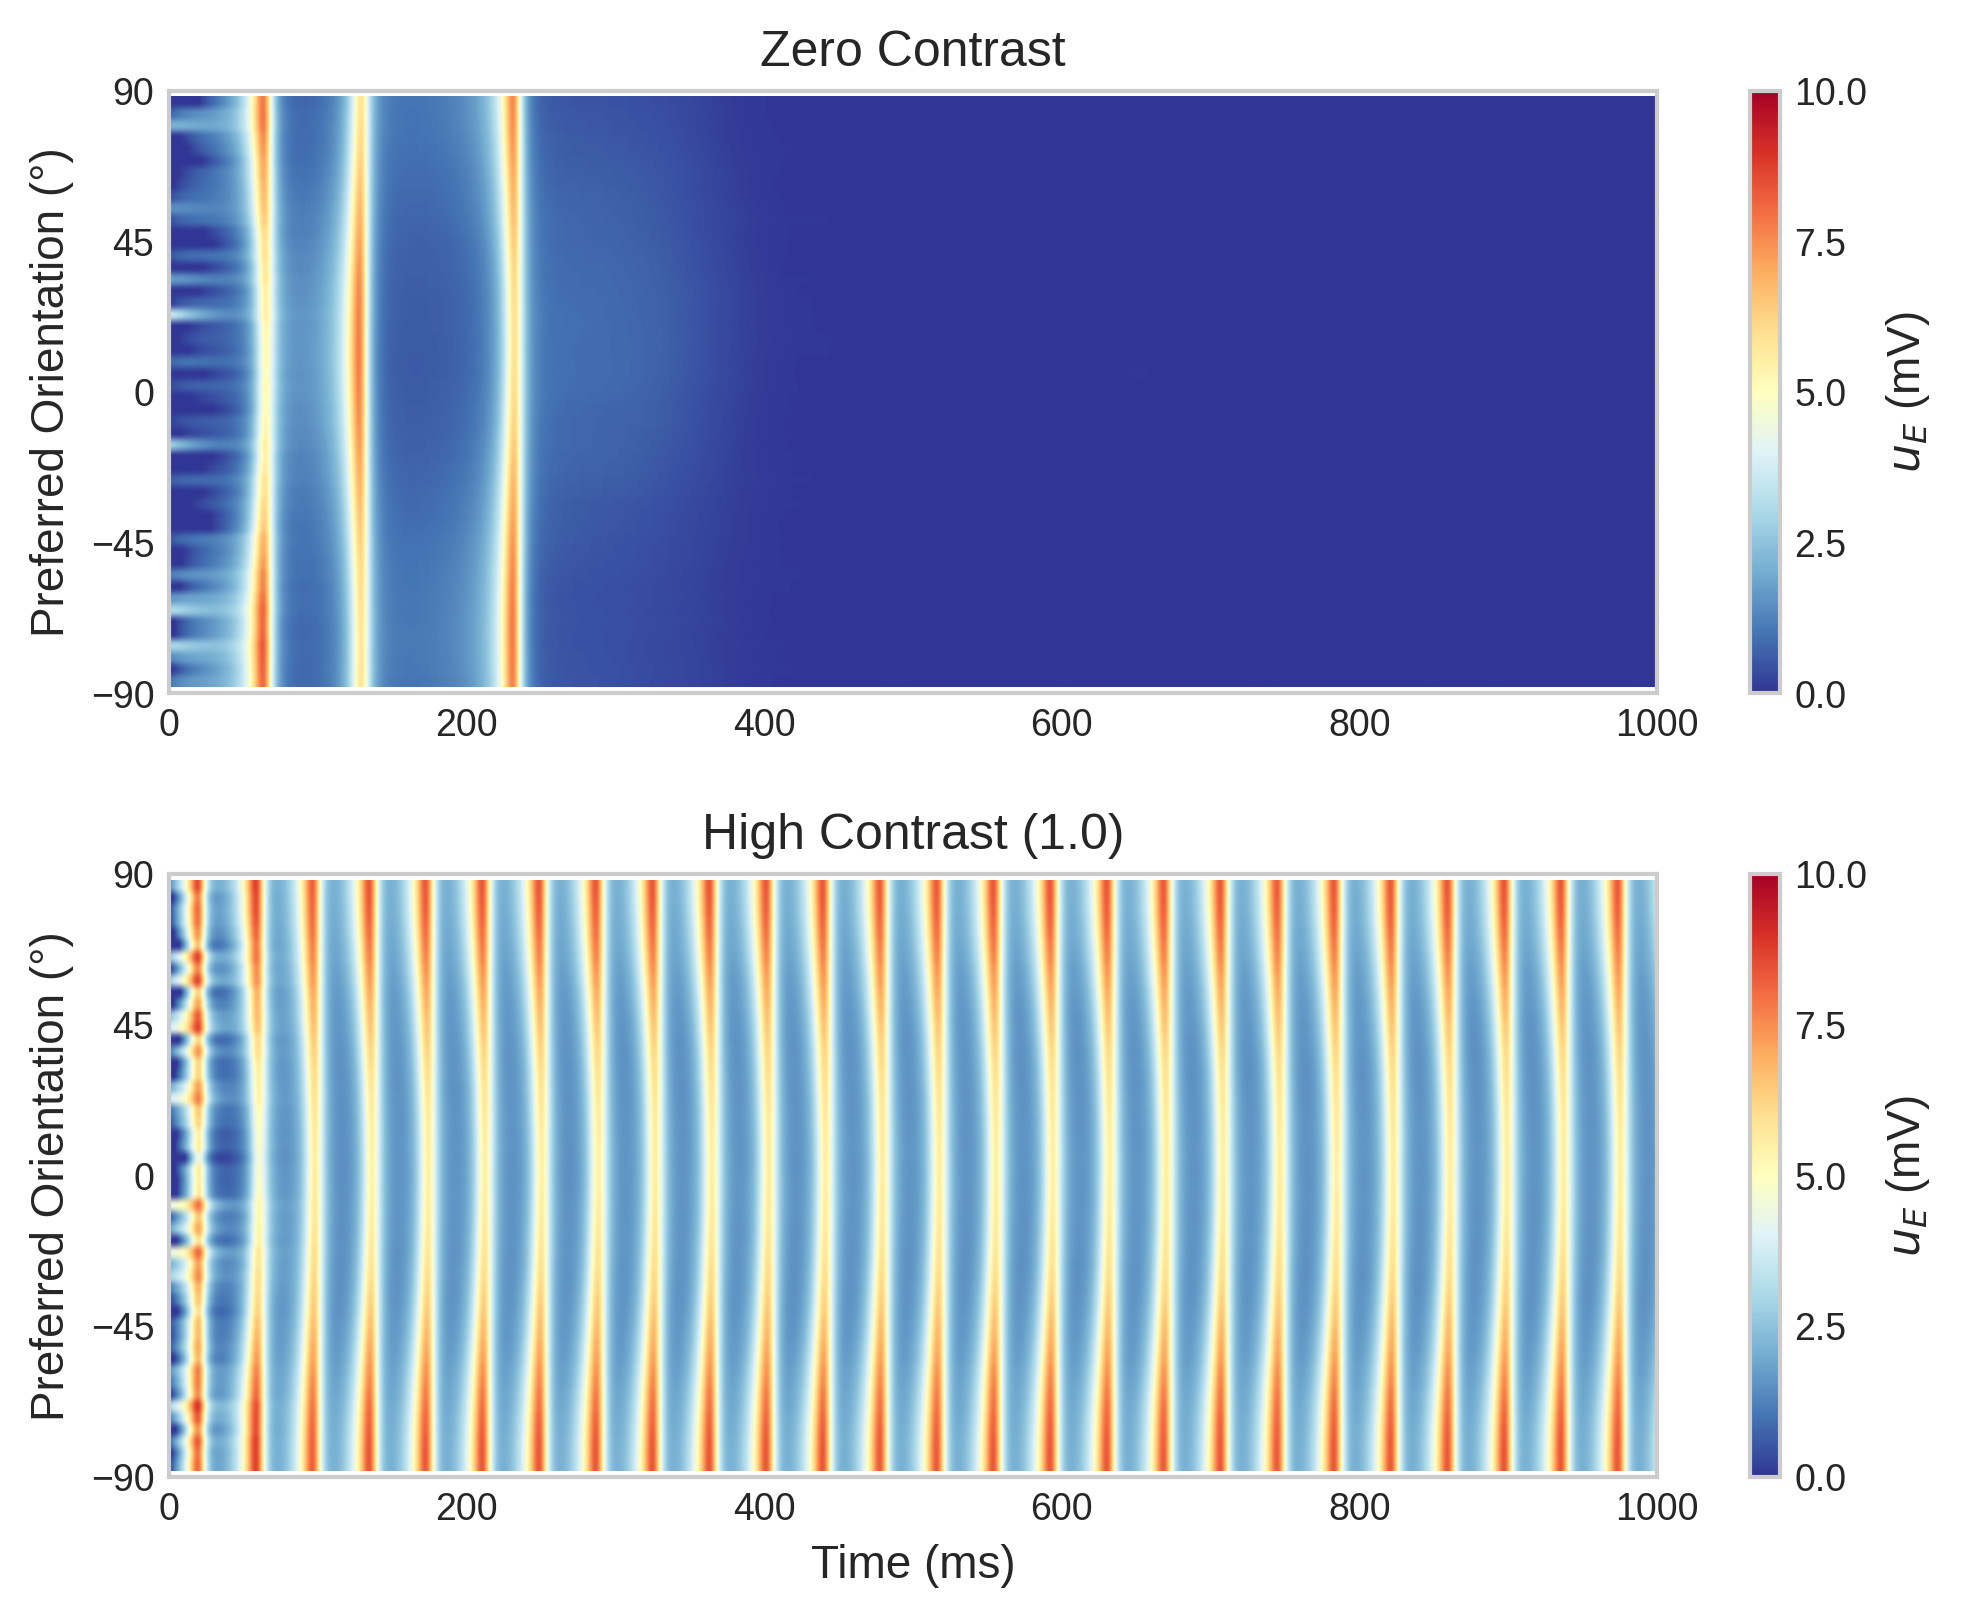 Zero Contrast
90
45
0
−45
−90
Preferred Orientation (°)
0 200 400 600 800 1000
10.0
7.5
5.0
2.5
0.0
u_E (mV)
High Contrast (1.0)
90
45
0
−45
−90
Preferred Orientation (°)
0 200 400 600 800 1000
Time (ms)
10.0
7.5
5.0
2.5
0.0
u_E (mV)